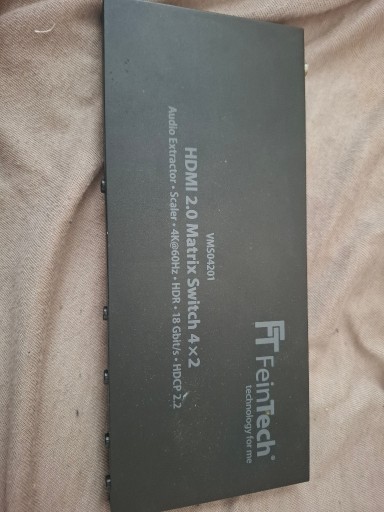 FT FeinTech®
technology for me
VMS04201
HDMI 2.0 Matrix Switch 4×2
Audio Extractor • Scaler • 4K@60Hz • HDR • 18 Gbit/s • HDCP 2.2